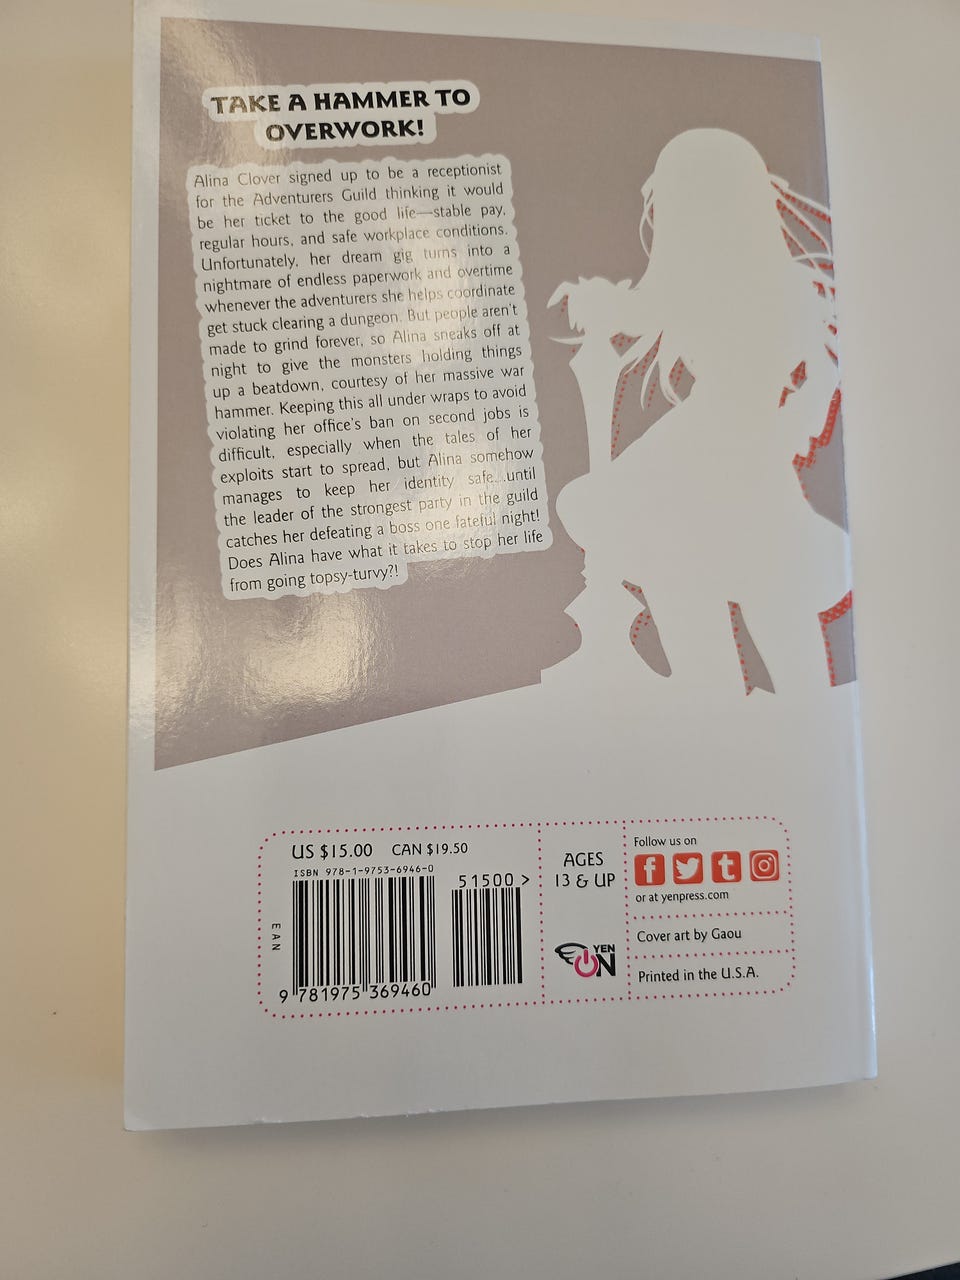 TAKE A HAMMER TO
OVERWORK!
Alina Clover signed up to be a receptionist
for the Adventurers Guild thinking it would
be her ticket to the good life—stable pay,
regular hours, and safe workplace conditions.
Unfortunately, her dream gig turns into a
nightmare of endless paperwork and overtime
whenever the adventurers she helps coordinate
get stuck clearing a dungeon. But people aren't
made to grind forever, so Alina sneaks off at
night to give the monsters holding things
up a beatdown, courtesy of her massive war
hammer. Keeping this all under wraps to avoid
violating her office's ban on second jobs is
difficult, especially when the tales of her
exploits start to spread, but Alina somehow
manages to keep her identity safe...until
the leader of the strongest party in the guild
catches her defeating a boss one fateful night!
Does Alina have what it takes to stop her life
from going topsy-turvy?!
US $15.00 CAN $19.50
ISBN 978-1-9753-6946-0
51500 >
EAN
9 781975 369460
AGES
13 & UP
YEN
ON
Follow us on
or at yenpress.com
Cover art by Gaou
Printed in the U.S.A.